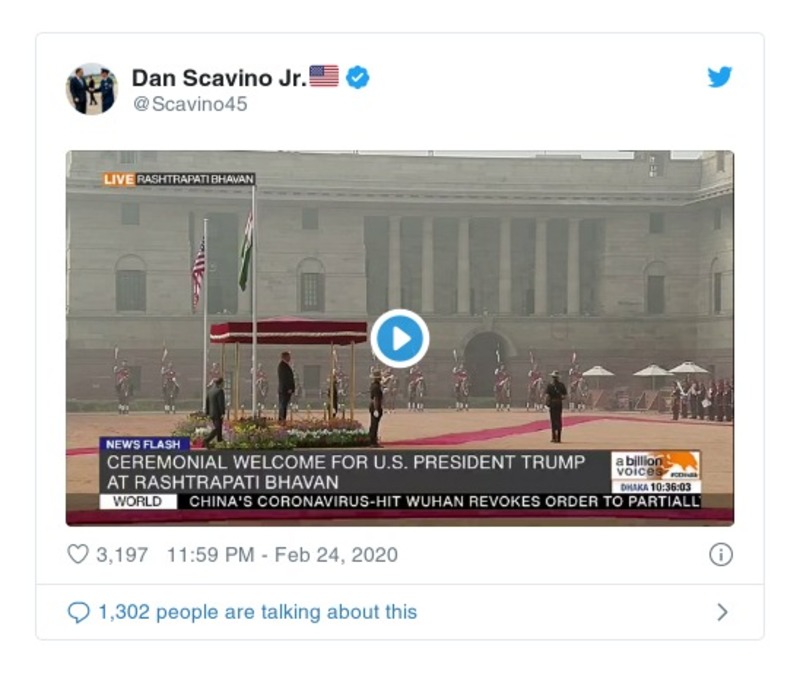 Dan Scavino Jr.
@Scavino45
LIVE RASHTRAPATI BHAVAN
NEWS FLASH
CEREMONIAL WELCOME FOR U.S. PRESIDENT TRUMP
AT RASHTRAPATI BHAVAN
a billion
voices
DHAKA 10:36:03
WORLD CHINA'S CORONAVIRUS-HIT WUHAN REVOKES ORDER TO PARTIALL
3,197 11:59 PM - Feb 24, 2020
1,302 people are talking about this